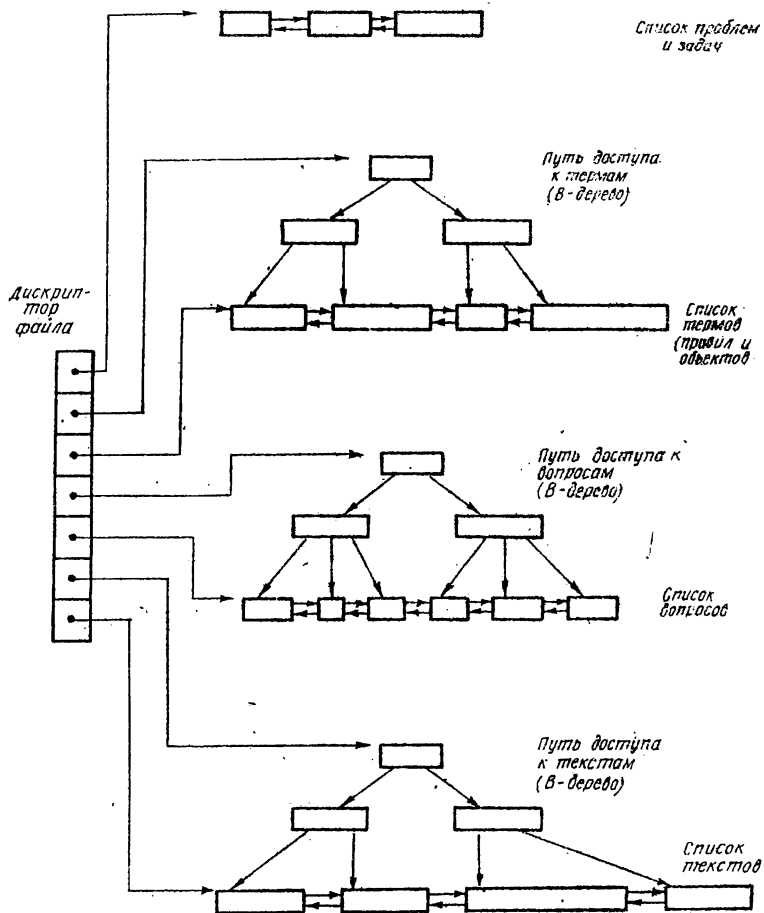 Список проблем
и задач
Путь доступа
к термам
(В-дерево)
Дискрип-
тор
файла
Список
термов
(правил и
объектов
Путь доступа к
вопросам
(В-дерево)
Список
вопросов
Путь доступа
к текстам
(В-дерево)
Список
текстов